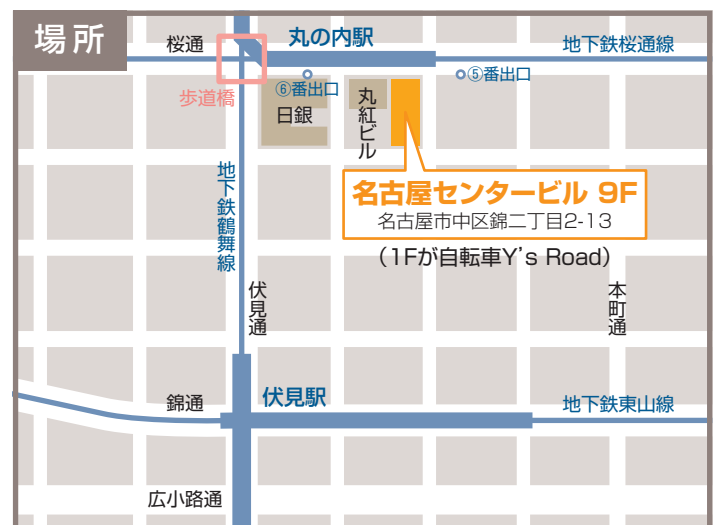 場所
桜通
丸の内駅
地下鉄桜通線
⑥番出口
⑤番出口
歩道橋
日銀
丸紅ビル
名古屋センタービル 9F
名古屋市中区錦二丁目2-13
（1Fが自転車Y's Road）
地下鉄鶴舞線
伏見通
本町通
錦通
伏見駅
地下鉄東山線
広小路通